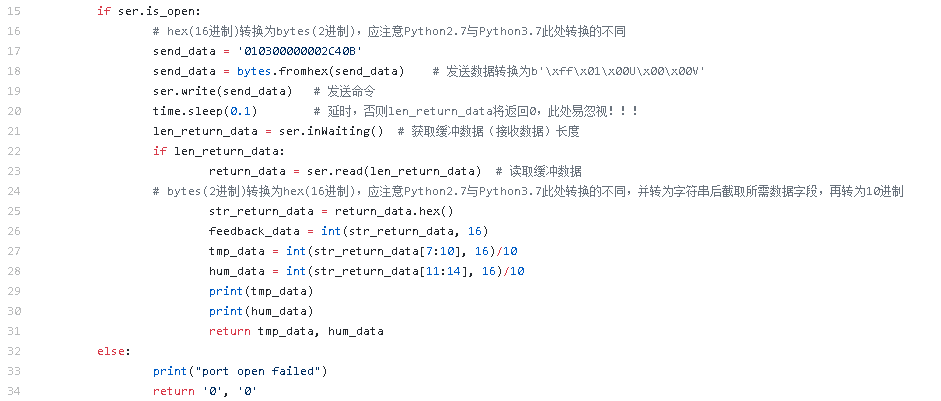 15 if ser.is_open:
16 # hex(16进制)转换为bytes(2进制)，应注意Python2.7与Python3.7此处转换的不同
17 send_data = '010300000002C40B'
18 send_data = bytes.fromhex(send_data) # 发送数据转换为b'\xff\x01\x00U\x00\x00V'
19 ser.write(send_data) # 发送命令
20 time.sleep(0.1) # 延时，否则len_return_data将返回0，此处易忽视！！！
21 len_return_data = ser.inWaiting() # 获取缓冲数据（接收数据）长度
22 if len_return_data:
23 return_data = ser.read(len_return_data) # 读取缓冲数据
24 # bytes(2进制)转换为hex(16进制)，应注意Python2.7与Python3.7此处转换的不同，并转为字符串后截取所需数据字段，再转为10进制
25 str_return_data = return_data.hex()
26 feedback_data = int(str_return_data, 16)
27 tmp_data = int(str_return_data[7:10], 16)/10
28 hum_data = int(str_return_data[11:14], 16)/10
29 print(tmp_data)
30 print(hum_data)
31 return tmp_data, hum_data
32 else:
33 print("port open failed")
34 return '0', '0'